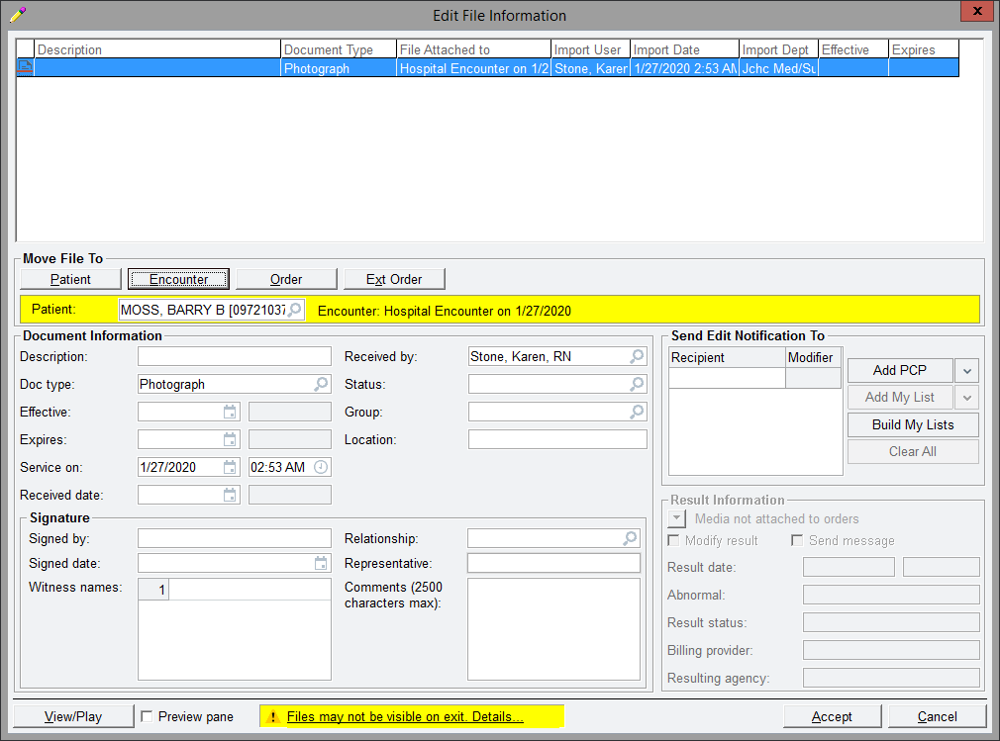 Edit File Information
x
Description Document Type File Attached to Import User Import Date Import Dept Effective Expires
Photograph Hospital Encounter on 1/2 Stone, Karen 1/27/2020 2:53 AM Jchc Med/Su
Move File To
Patient Encounter Order Ext Order
Patient: MOSS, BARRY B [09721037 Encounter: Hospital Encounter on 1/27/2020
Document Information
Description:
Doc type: Photograph
Effective:
Expires:
Service on: 1/27/2020 02:53 AM
Received date:
Received by: Stone, Karen, RN
Status:
Group:
Location:
Signature
Signed by:
Signed date:
Witness names: 1
Relationship:
Representative:
Comments (2500
characters max):
Send Edit Notification To
Recipient Modifier
Add PCP
Add My List
Build My Lists
Clear All
Result Information
Media not attached to orders
Modify result Send message
Result date:
Abnormal:
Result status:
Billing provider:
Resulting agency:
View/Play Preview pane Files may not be visible on exit. Details... Accept Cancel